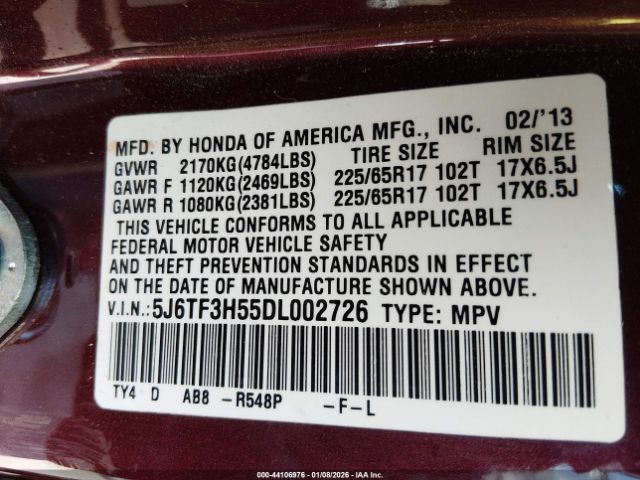 MFD. BY HONDA OF AMERICA MFG., INC. 02/'13
GVWR 2170KG(4784LBS) TIRE SIZE RIM SIZE
GAWR F 1120KG(2469LBS) 225/65R17 102T 17X6.5J
GAWR R 1080KG(2381LBS) 225/65R17 102T 17X6.5J
THIS VEHICLE CONFORMS TO ALL APPLICABLE
FEDERAL MOTOR VEHICLE SAFETY
AND THEFT PREVENTION STANDARDS IN EFFECT
ON THE DATE OF MANUFACTURE SHOWN ABOVE.
V.I.N.:5J6TF3H55DL002726 TYPE: MPV
TY4 D AB8 -R548P -F-L
000-44106976 | 01/08/2026 - IAA Inc.